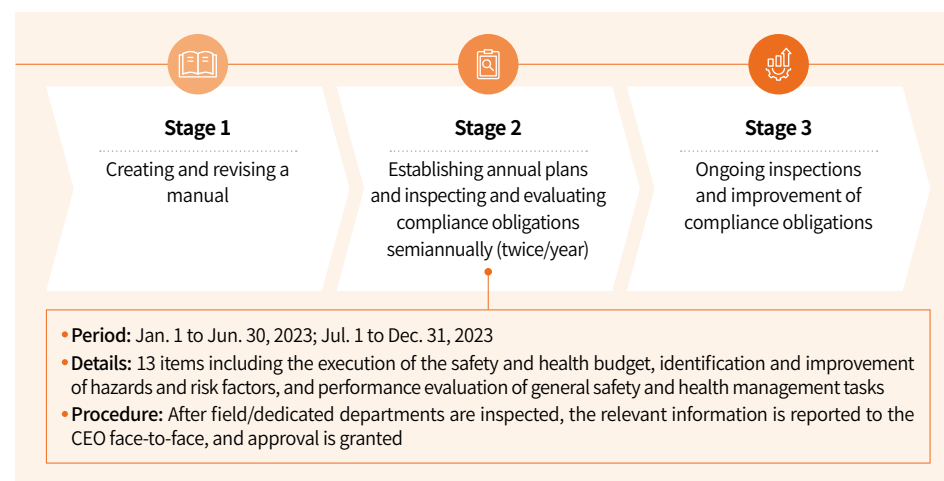 Stage 1
Creating and revising a
manual
Stage 2
Establishing annual plans
and inspecting and evaluating
compliance obligations
semiannually (twice/year)
Stage 3
Ongoing inspections
and improvement of
compliance obligations
• Period: Jan. 1 to Jun. 30, 2023; Jul. 1 to Dec. 31, 2023
• Details: 13 items including the execution of the safety and health budget, identification and improvement
of hazards and risk factors, and performance evaluation of general safety and health management tasks
• Procedure: After field/dedicated departments are inspected, the relevant information is reported to the
CEO face-to-face, and approval is granted